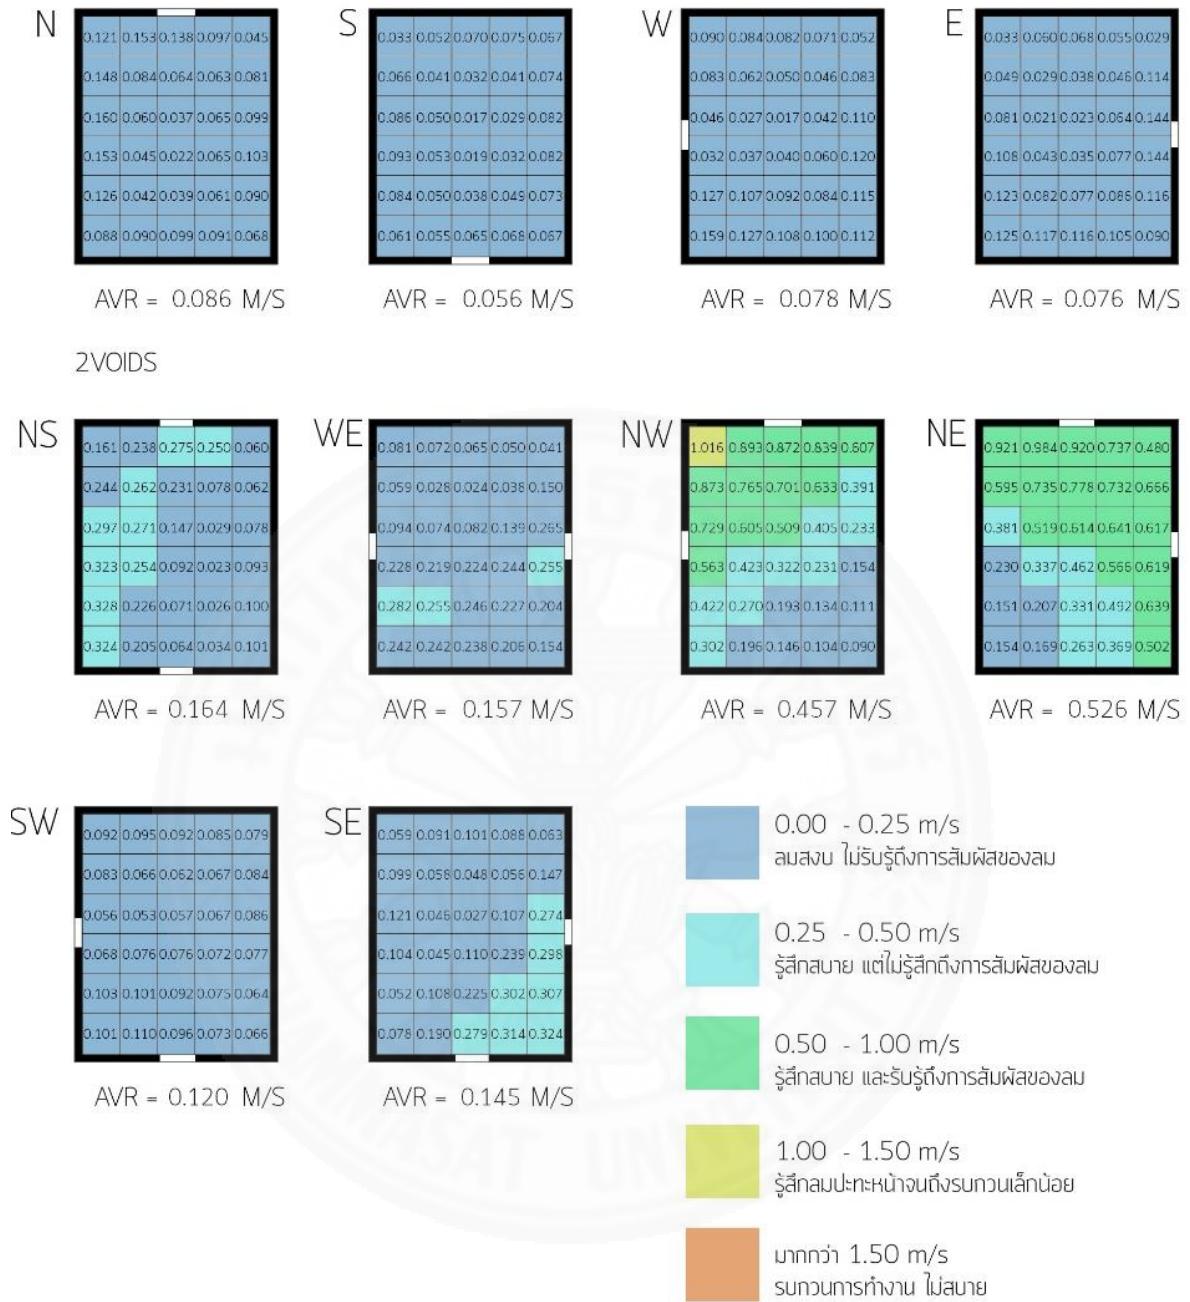 N
0.121 0.153 0.138 0.097 0.045
0.148 0.084 0.064 0.063 0.081
0.160 0.060 0.037 0.065 0.099
0.153 0.045 0.022 0.065 0.103
0.126 0.042 0.039 0.061 0.090
0.088 0.090 0.099 0.091 0.068
AVR = 0.086 M/S
S
0.033 0.052 0.070 0.075 0.067
0.066 0.041 0.032 0.041 0.074
0.086 0.050 0.017 0.029 0.082
0.093 0.053 0.019 0.032 0.082
0.084 0.050 0.038 0.049 0.073
0.061 0.055 0.065 0.068 0.067
AVR = 0.056 M/S
W
0.090 0.084 0.082 0.071 0.052
0.083 0.062 0.050 0.046 0.083
0.046 0.027 0.017 0.042 0.110
0.032 0.037 0.040 0.060 0.120
0.127 0.107 0.092 0.084 0.115
0.159 0.127 0.108 0.100 0.112
AVR = 0.078 M/S
E
0.033 0.060 0.068 0.055 0.029
0.049 0.029 0.038 0.046 0.114
0.081 0.021 0.023 0.064 0.144
0.108 0.043 0.035 0.077 0.144
0.123 0.082 0.077 0.086 0.116
0.125 0.117 0.116 0.105 0.090
AVR = 0.076 M/S
2VOIDS
NS
0.161 0.238 0.275 0.250 0.060
0.244 0.262 0.231 0.078 0.062
0.297 0.271 0.147 0.029 0.078
0.323 0.254 0.092 0.023 0.093
0.328 0.226 0.071 0.026 0.100
0.324 0.205 0.064 0.034 0.101
AVR = 0.164 M/S
WE
0.081 0.072 0.065 0.050 0.041
0.059 0.028 0.024 0.038 0.150
0.094 0.074 0.082 0.139 0.265
0.228 0.219 0.224 0.244 0.255
0.282 0.255 0.246 0.227 0.204
0.242 0.242 0.238 0.206 0.154
AVR = 0.157 M/S
NW
1.016 0.893 0.872 0.839 0.607
0.873 0.765 0.701 0.633 0.391
0.729 0.605 0.509 0.405 0.233
0.563 0.423 0.322 0.231 0.154
0.422 0.270 0.193 0.134 0.111
0.302 0.196 0.146 0.104 0.090
AVR = 0.457 M/S
NE
0.921 0.984 0.920 0.737 0.480
0.595 0.735 0.778 0.732 0.666
0.381 0.519 0.614 0.641 0.617
0.230 0.337 0.462 0.566 0.619
0.151 0.207 0.331 0.492 0.639
0.154 0.169 0.263 0.369 0.502
AVR = 0.526 M/S
SW
0.092 0.095 0.092 0.085 0.079
0.083 0.066 0.062 0.067 0.084
0.056 0.053 0.057 0.067 0.086
0.068 0.076 0.076 0.072 0.077
0.103 0.101 0.092 0.075 0.064
0.101 0.110 0.096 0.073 0.066
AVR = 0.120 M/S
SE
0.059 0.091 0.101 0.088 0.063
0.099 0.058 0.048 0.056 0.147
0.121 0.046 0.027 0.107 0.274
0.104 0.045 0.110 0.239 0.298
0.052 0.108 0.225 0.302 0.307
0.078 0.190 0.279 0.314 0.324
AVR = 0.145 M/S
0.00 - 0.25 m/s
ลมสงบ ไม่รับรู้ถึงการสัมผัสของลม
0.25 - 0.50 m/s
รู้สึกสบาย แต่ไม่รู้สึกถึงการสัมผัสของลม
0.50 - 1.00 m/s
รู้สึกสบาย และรับรู้ถึงการสัมผัสของลม
1.00 - 1.50 m/s
รู้สึกลมปะทะหน้าจนถึงรบกวนเล็กน้อย
มากกว่า 1.50 m/s
รบกวนการทำงาน ไม่สบาย